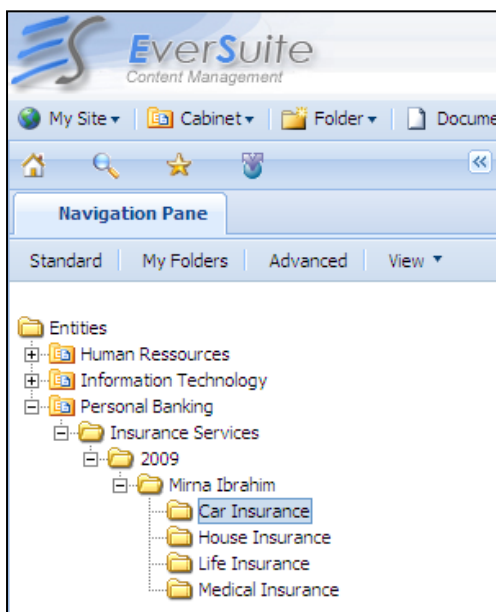 EverSuite
Content Management
My Site Cabinet Folder
Navigation Pane
Standard My Folders Advanced View
Entities
Human Ressources
Information Technology
Personal Banking
Insurance Services
2009
Mirna Ibrahim
Car Insurance
House Insurance
Life Insurance
Medical Insurance